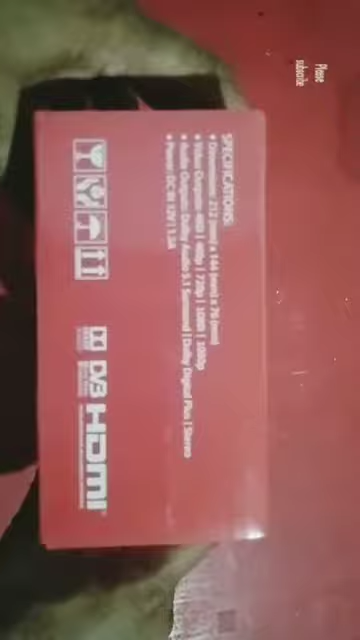 Please
subscribe
SPECIFICATIONS:
• Dimensions: 212 (mm) x 144 (mm) x 76 (mm)
• Video Outputs: 480i | 480p | 720p | 1080i | 1080p
• Audio Outputs: Dolby Audio 5.1 Surround | Dolby Digital Plus | Stereo
• Power: DC IN 12V | 1.5A
DVB HDMI